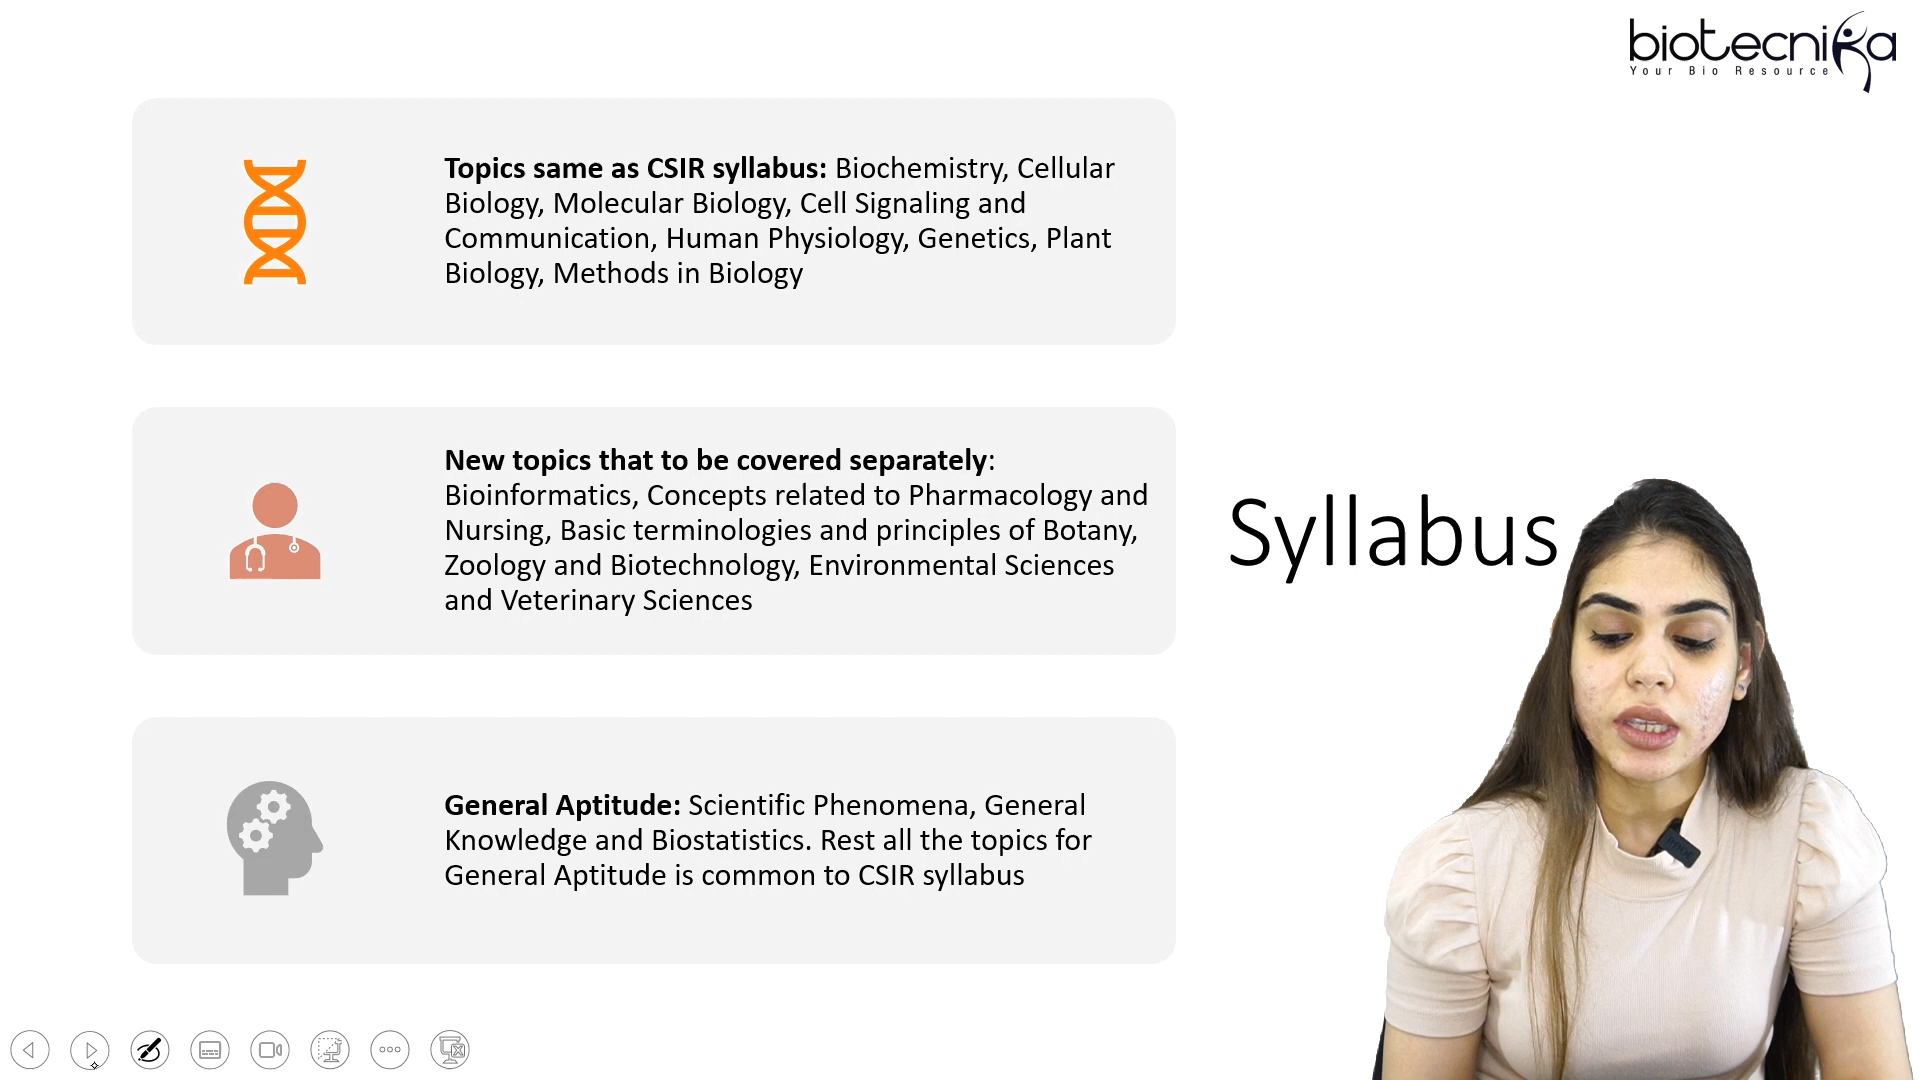 biotecnika
Your Bio Resource
Topics same as CSIR syllabus: Biochemistry, Cellular
Biology, Molecular Biology, Cell Signaling and
Communication, Human Physiology, Genetics, Plant
Biology, Methods in Biology
New topics that to be covered separately:
Bioinformatics, Concepts related to Pharmacology and
Nursing, Basic terminologies and principles of Botany,
Zoology and Biotechnology, Environmental Sciences
and Veterinary Sciences
Syllabus
General Aptitude: Scientific Phenomena, General
Knowledge and Biostatistics. Rest all the topics for
General Aptitude is common to CSIR syllabus